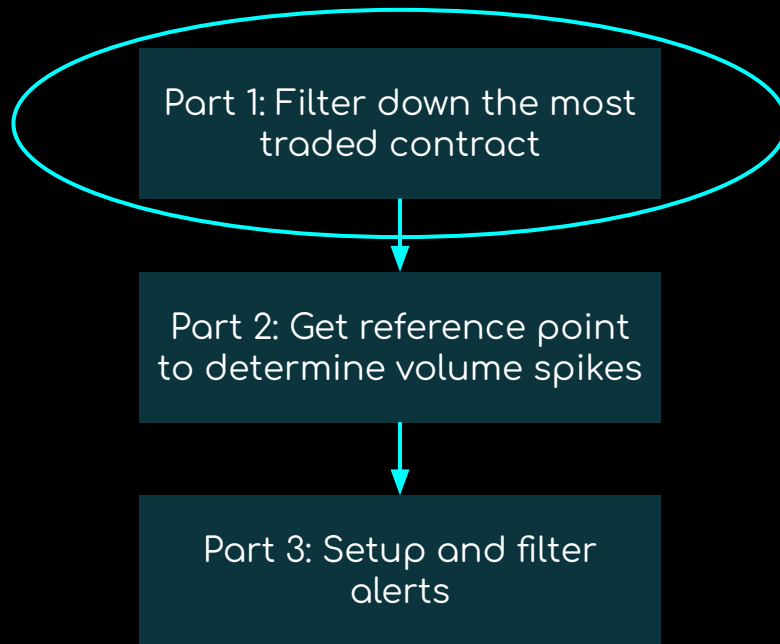 Part 1: Filter down the most
traded contract
Part 2: Get reference point
to determine volume spikes
Part 3: Setup and filter
alerts